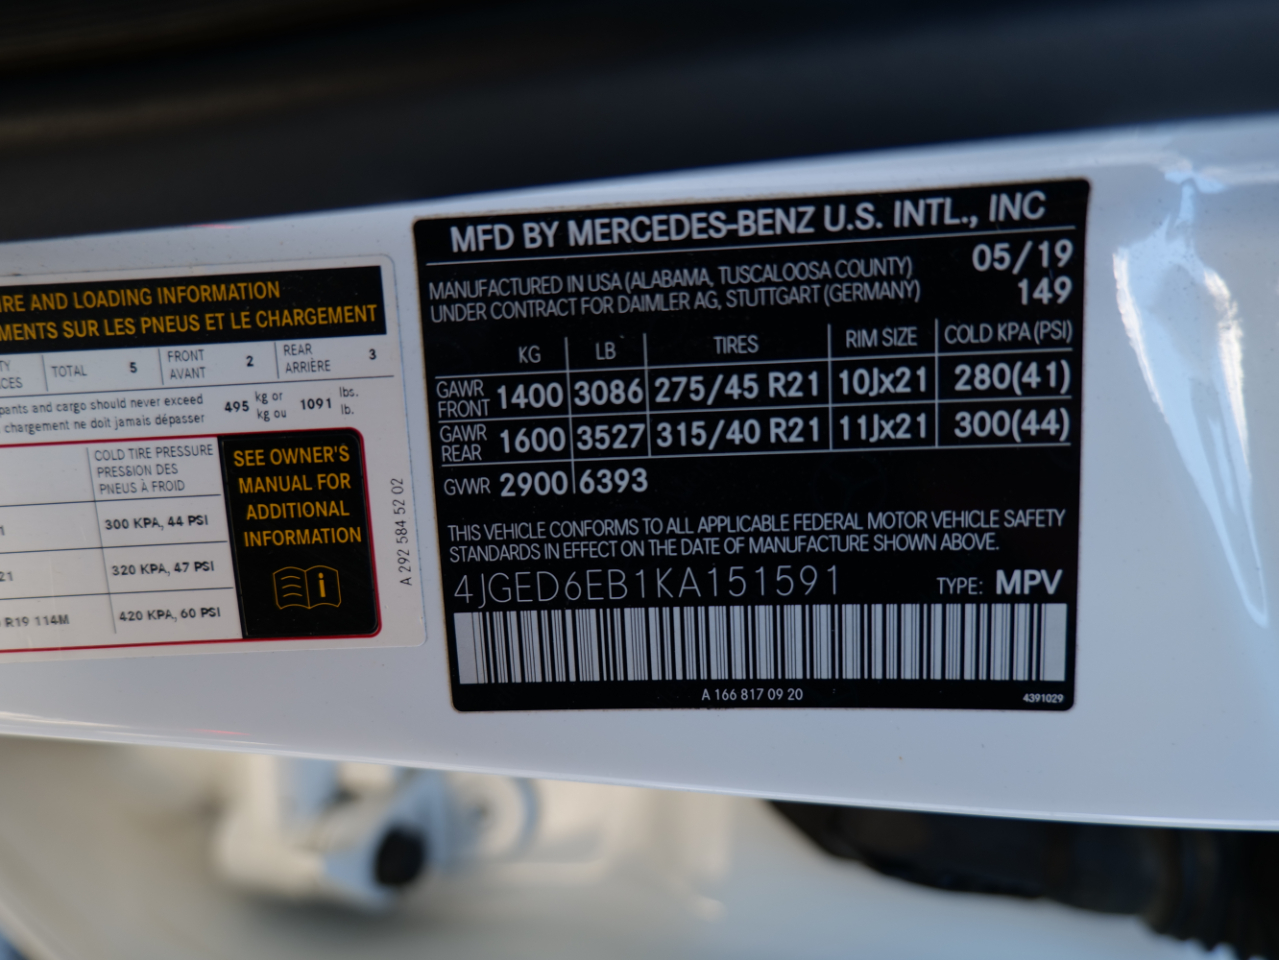 IRE AND LOADING INFORMATION
MENTS SUR LES PNEUS ET LE CHARGEMENT
TY
CES
TOTAL 5
FRONT
AVANT 2
REAR
ARRIÈRE 3
pants and cargo should never exceed
chargement ne doit jamais dépasser
495 kg or
kg ou 1091 lbs.
lb.
COLD TIRE PRESSURE
PRESSION DES
PNEUS À FROID
1 300 KPA, 44 PSI
21 320 KPA, 47 PSI
R19 114M 420 KPA, 60 PSI
SEE OWNER'S
MANUAL FOR
ADDITIONAL
INFORMATION
A 292 584 52 02
MFD BY MERCEDES-BENZ U.S. INTL., INC
MANUFACTURED IN USA (ALABAMA, TUSCALOOSA COUNTY)
UNDER CONTRACT FOR DAIMLER AG, STUTTGART (GERMANY)
05/19
149
KG LB TIRES RIM SIZE COLD KPA (PSI)
GAWR
FRONT 1400 3086 275/45 R21 10Jx21 280(41)
GAWR
REAR 1600 3527 315/40 R21 11Jx21 300(44)
GVWR 2900 6393
THIS VEHICLE CONFORMS TO ALL APPLICABLE FEDERAL MOTOR VEHICLE SAFETY
STANDARDS IN EFFECT ON THE DATE OF MANUFACTURE SHOWN ABOVE.
4JGED6EB1KA151591 TYPE: MPV
A 166 817 09 20
4391029